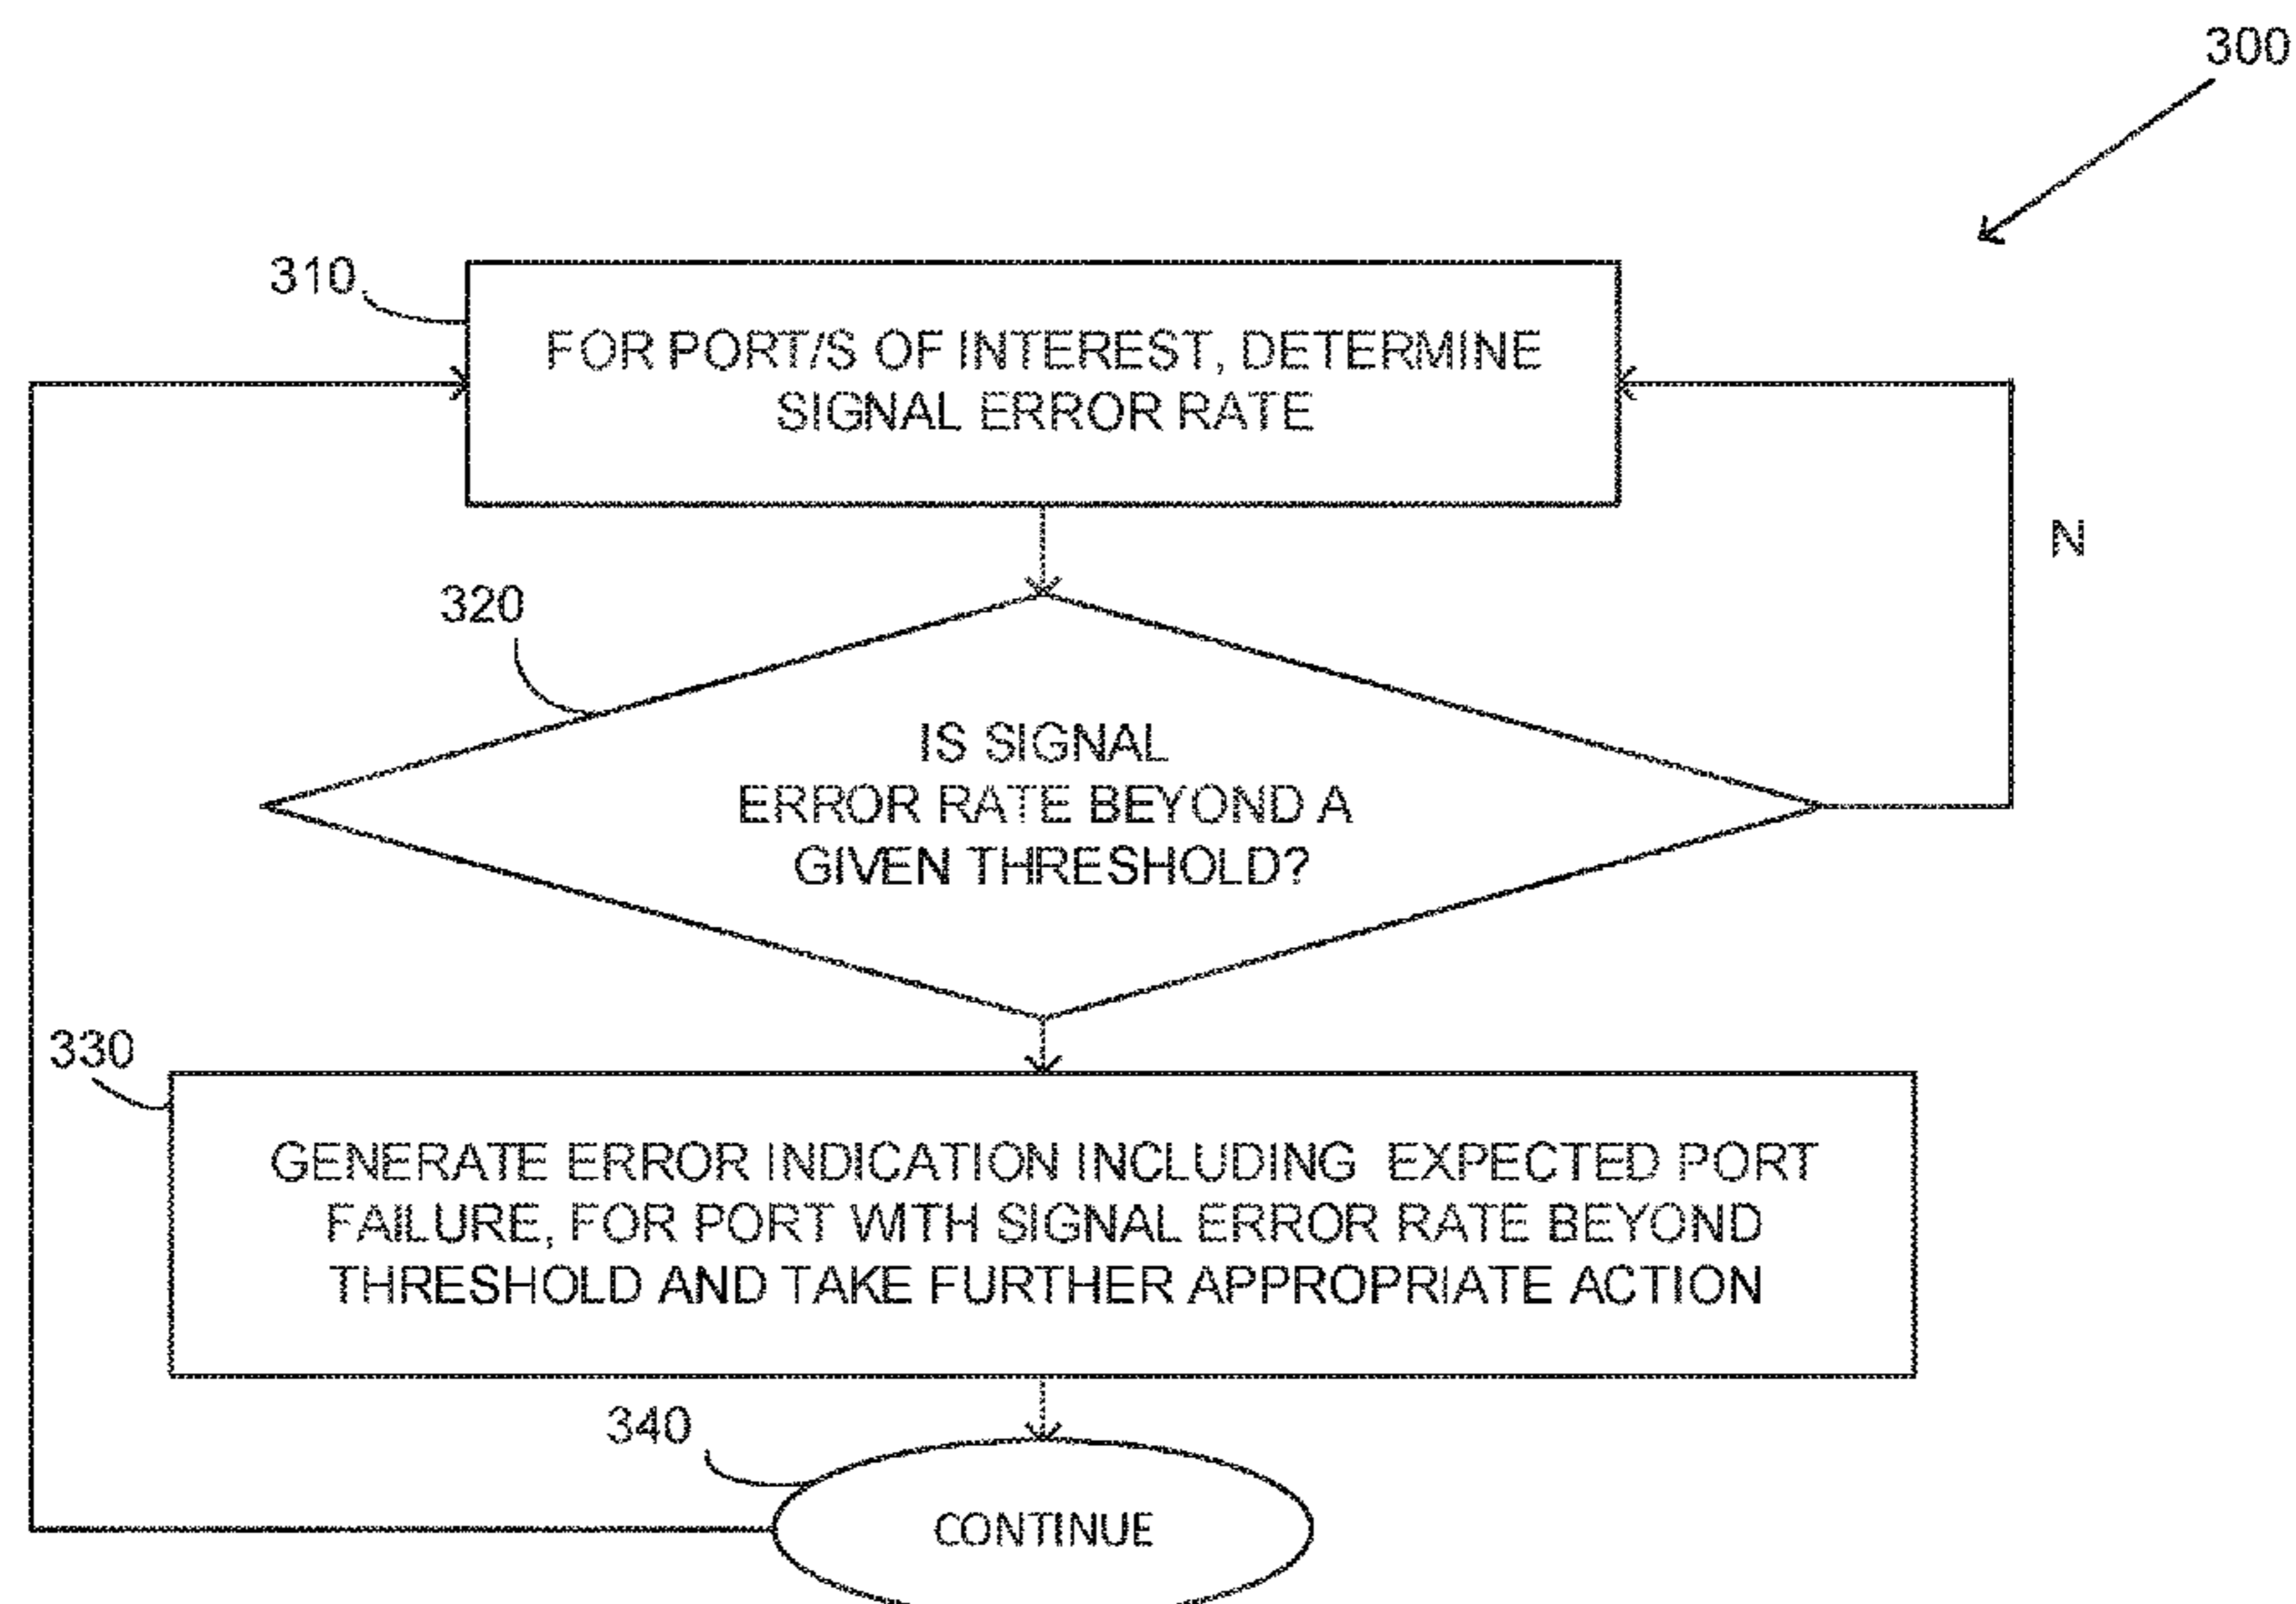 300
310
FOR PORT/S OF INTEREST, DETERMINE
SIGNAL ERROR RATE
N
320
IS SIGNAL
ERROR RATE BEYOND A
GIVEN THRESHOLD?
330
GENERATE ERROR INDICATION INCLUDING EXPECTED PORT
FAILURE, FOR PORT WITH SIGNAL ERROR RATE BEYOND
THRESHOLD AND TAKE FURTHER APPROPRIATE ACTION
340
CONTINUE